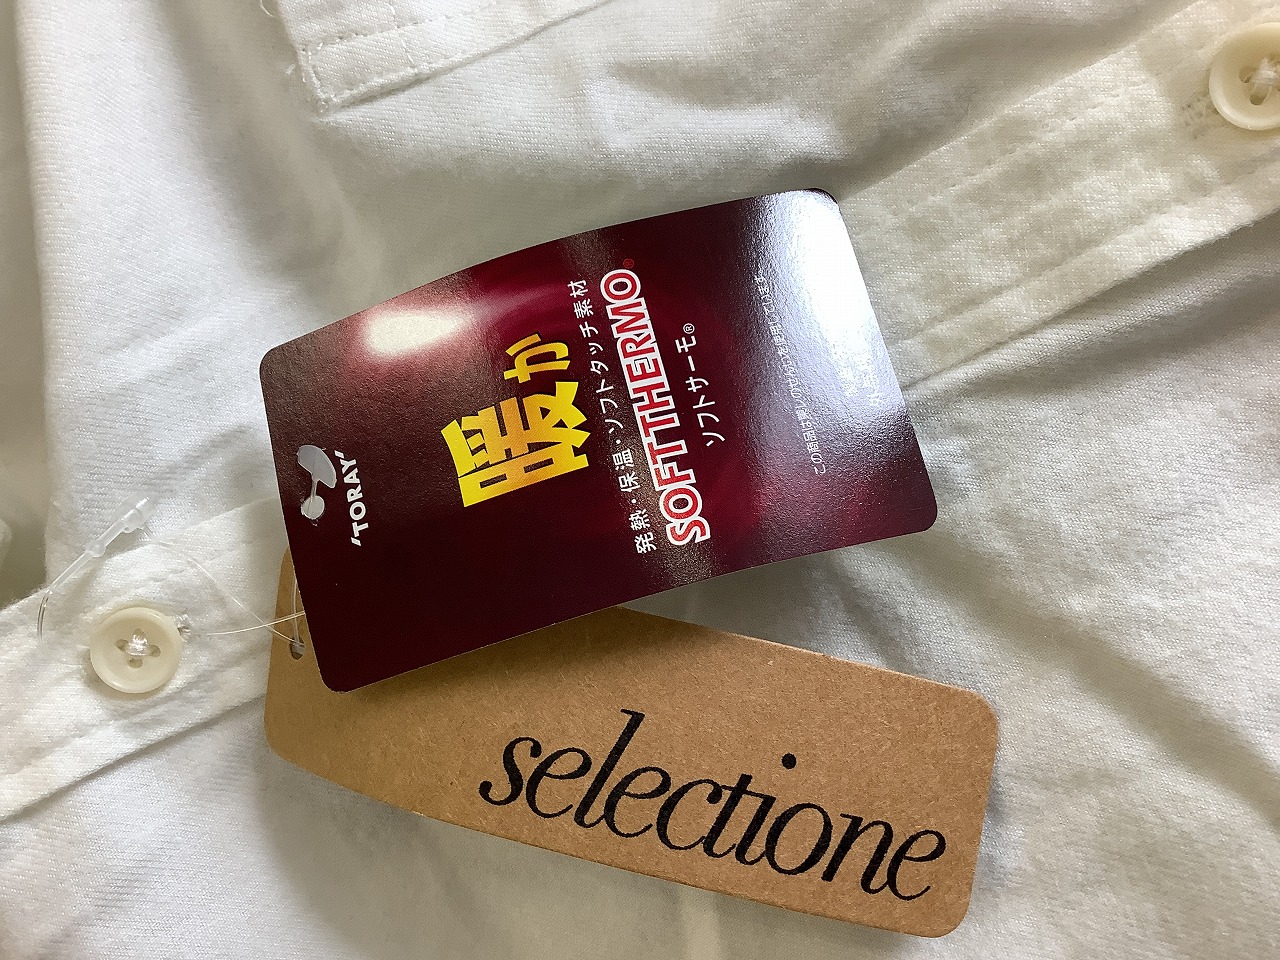 'TORAY'
暖か
発熱・保温・ソフトタッチ素材
SOFTTHERMO®
ソフトサーモ®
selectione